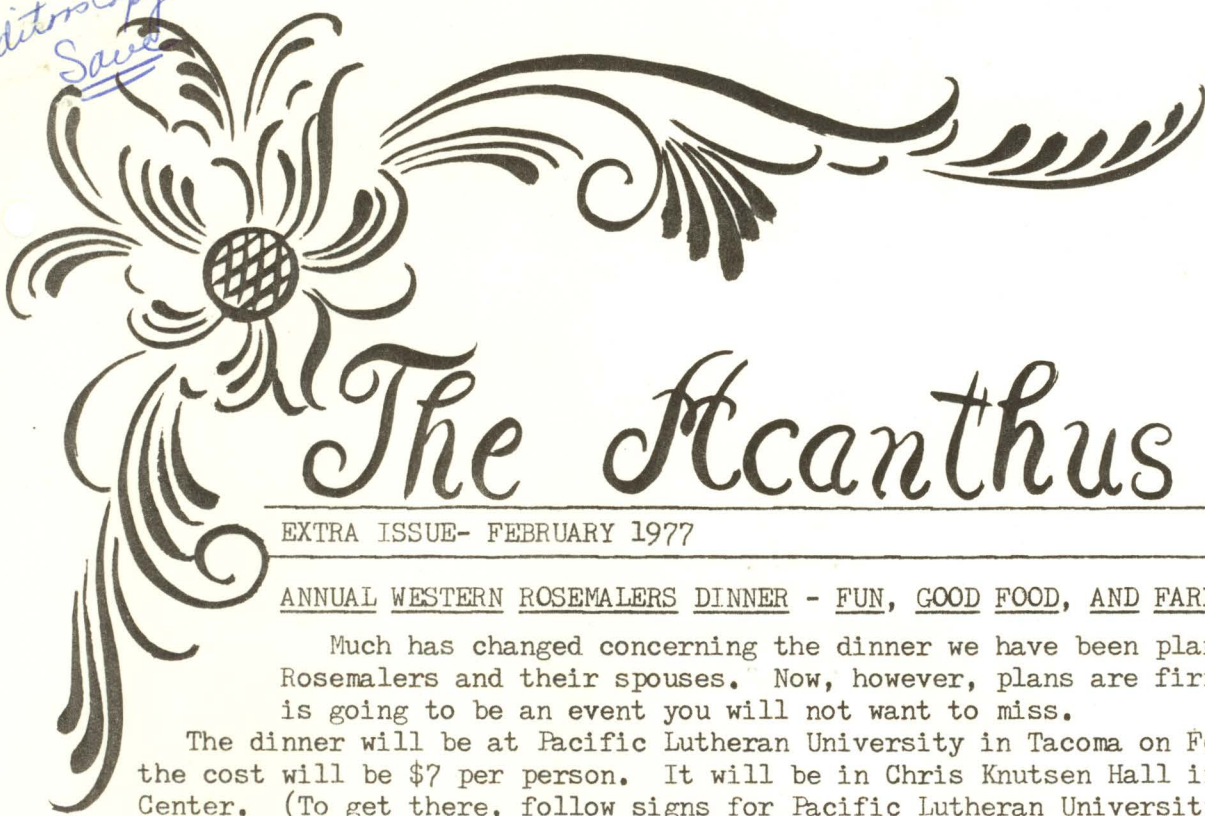 Save
The Acanthus
EXTRA ISSUE- FEBRUARY 1977
ANNUAL WESTERN ROSEMALERS DINNER - FUN, GOOD FOOD, AND
Much has changed concerning the dinner we have been
Rosemalers and their spouses. Now, however, plans are
is going to be an event you will not want to miss.
The dinner will be at Pacific Lutheran University in Tacoma on
the cost will be $7 per person. It will be in Chris Knutsen Hall
Center. (To get there, follow signs for Pacific Lutheran